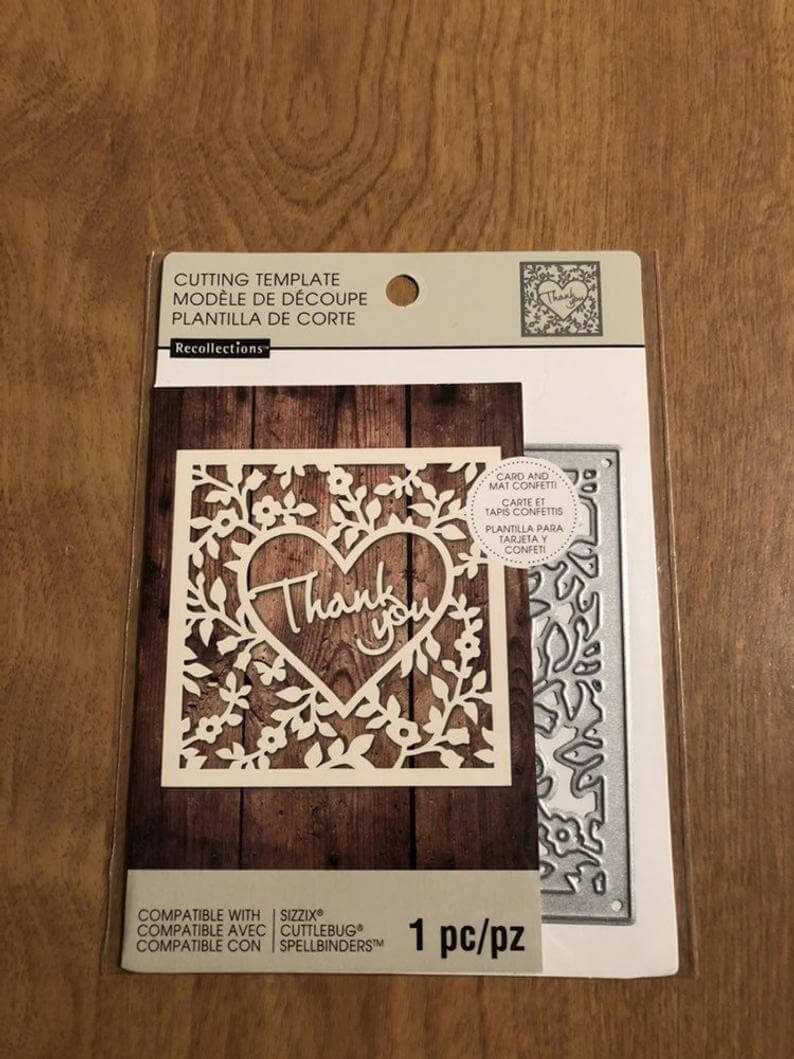 CUTTING TEMPLATE
MODÈLE DE DÉCOUPE
PLANTILLA DE CORTE
Recollections™
Thank
you
CARD AND
MAT CONFETTI
CARTE ET
TAPIS CONFETTIS
PLANTILLA PARA
TARJETA Y
CONFETI
Thank
you
COMPATIBLE WITH
COMPATIBLE AVEC
COMPATIBLE CON
SIZZIX®
CUTTLEBUG®
SPELLBINDERS™
1 pc/pz